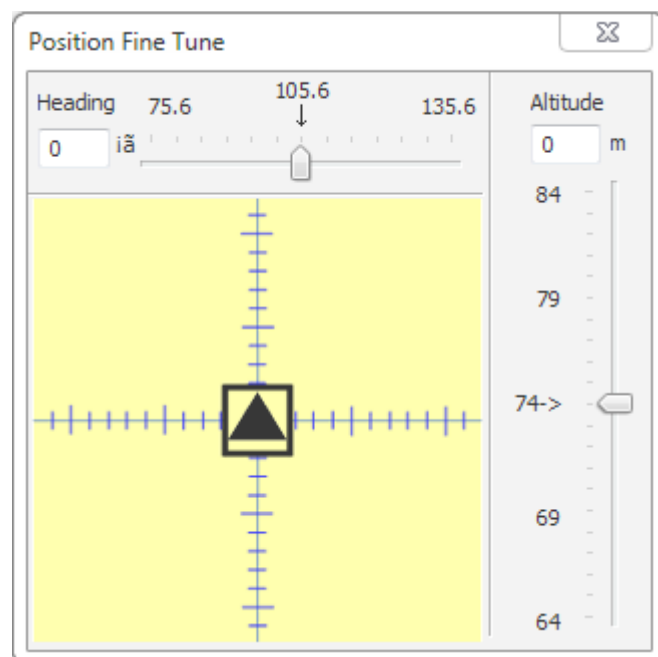 Position Fine Tune
Heading
75.6
105.6
135.6
0
iã
Altitude
0
m
84
79
74->
69
64